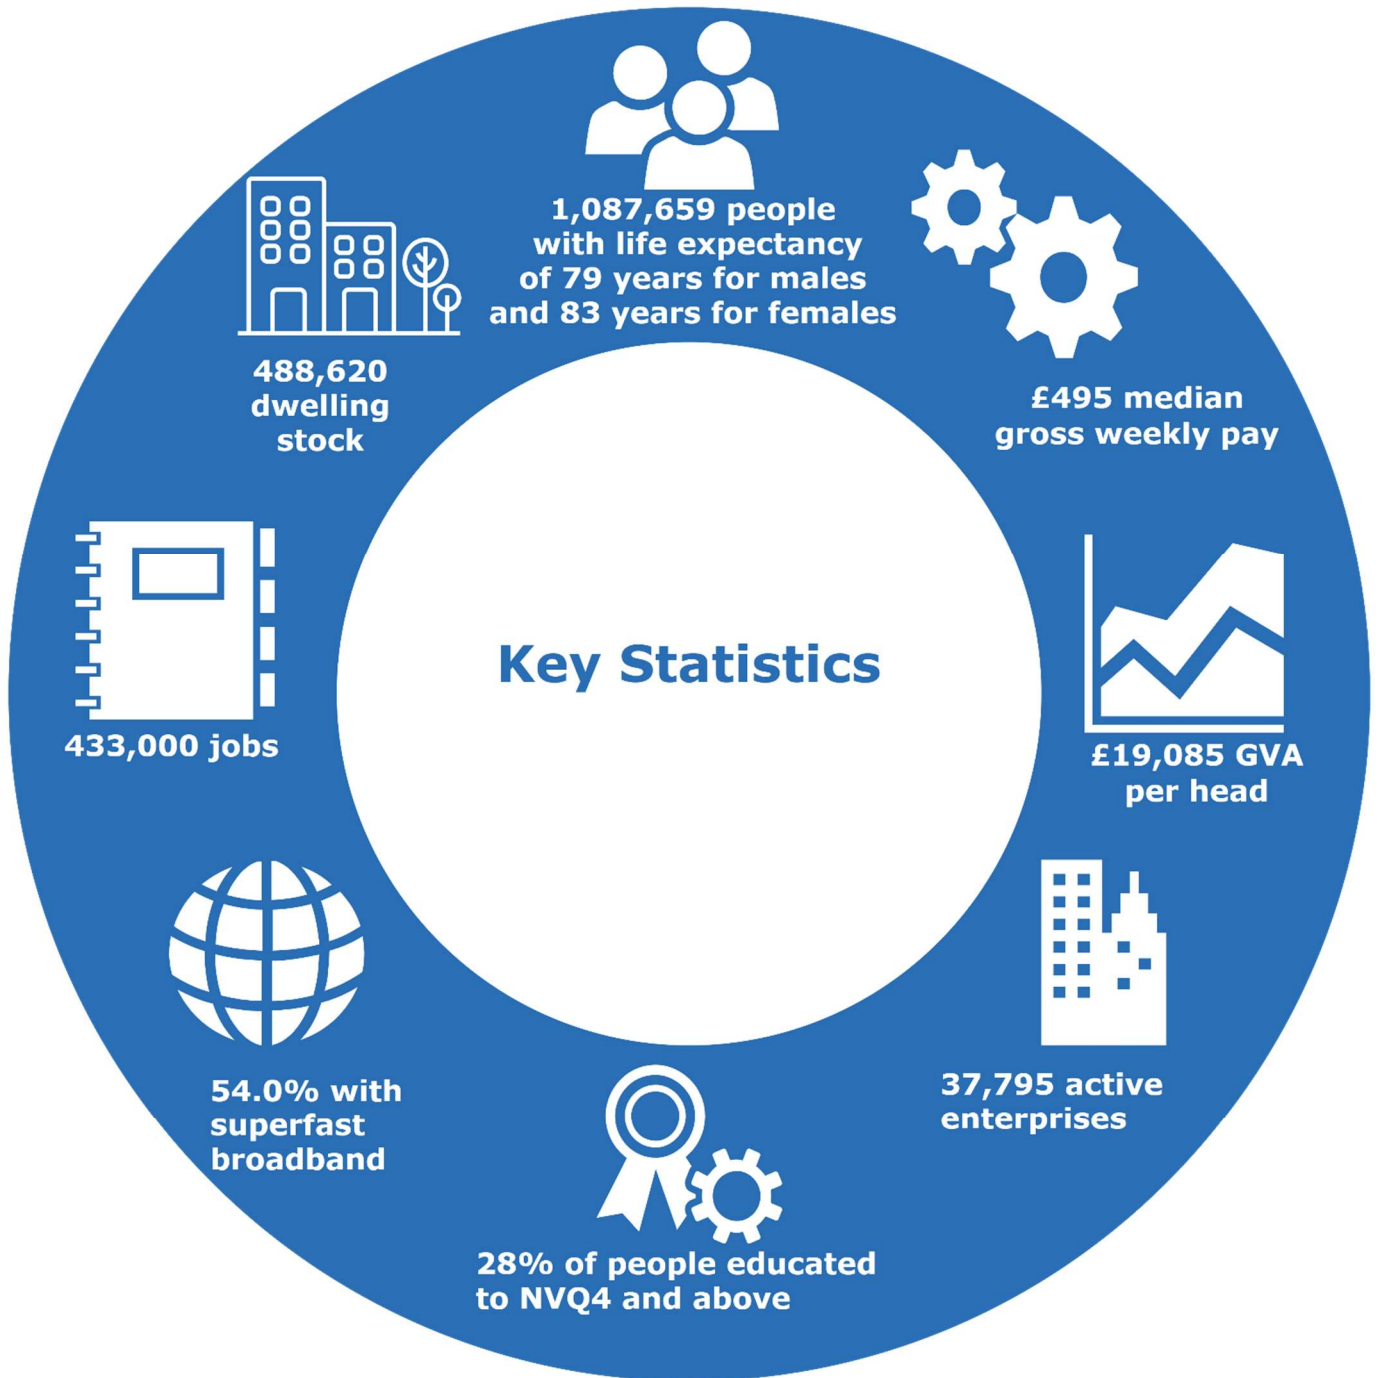 1,087,659 people
with life expectancy
of 79 years for males
and 83 years for females
£495 median
gross weekly pay
£19,085 GVA
per head
37,795 active
enterprises
28% of people educated
to NVQ4 and above
54.0% with
superfast
broadband
433,000 jobs
488,620
dwelling
stock
Key Statistics